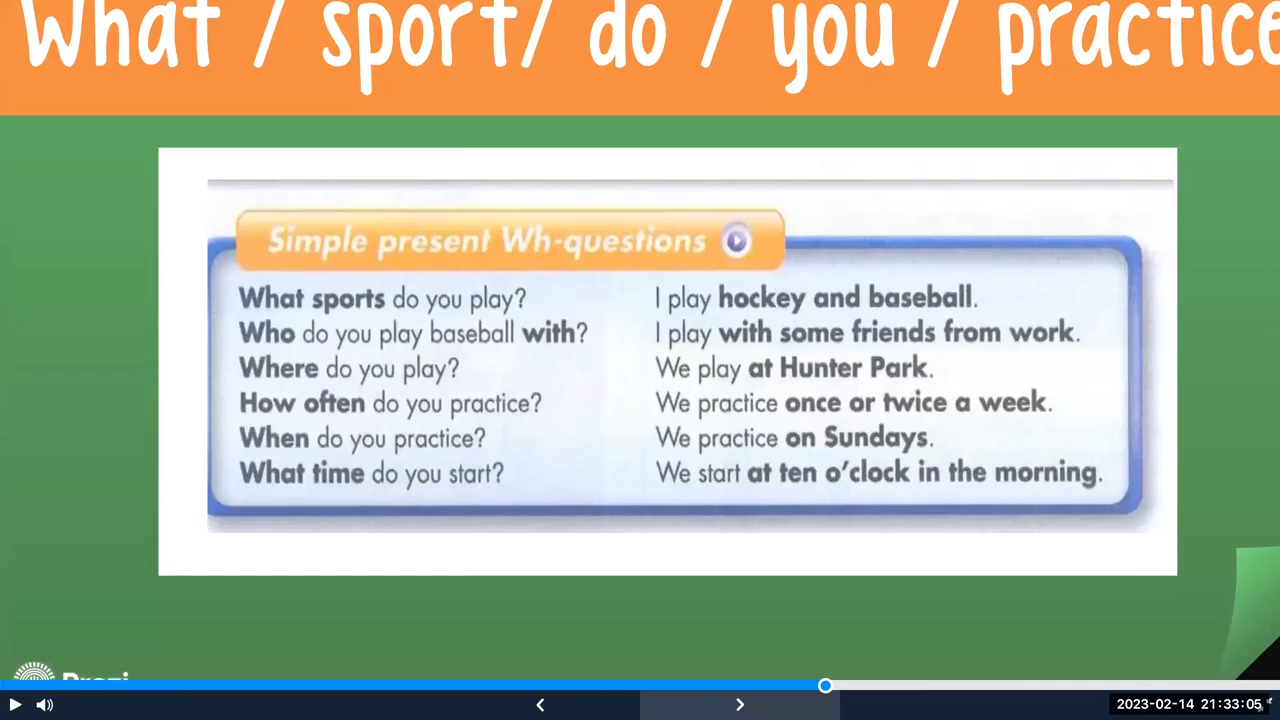 What / sport/ do / you / practice
Simple present Wh-questions
What sports do you play? I play hockey and baseball.
Who do you play baseball with? I play with some friends from work.
Where do you play? We play at Hunter Park.
How often do you practice? We practice once or twice a week.
When do you practice? We practice on Sundays.
What time do you start? We start at ten o'clock in the morning.
Prezi
2023-02-14 21:33:05